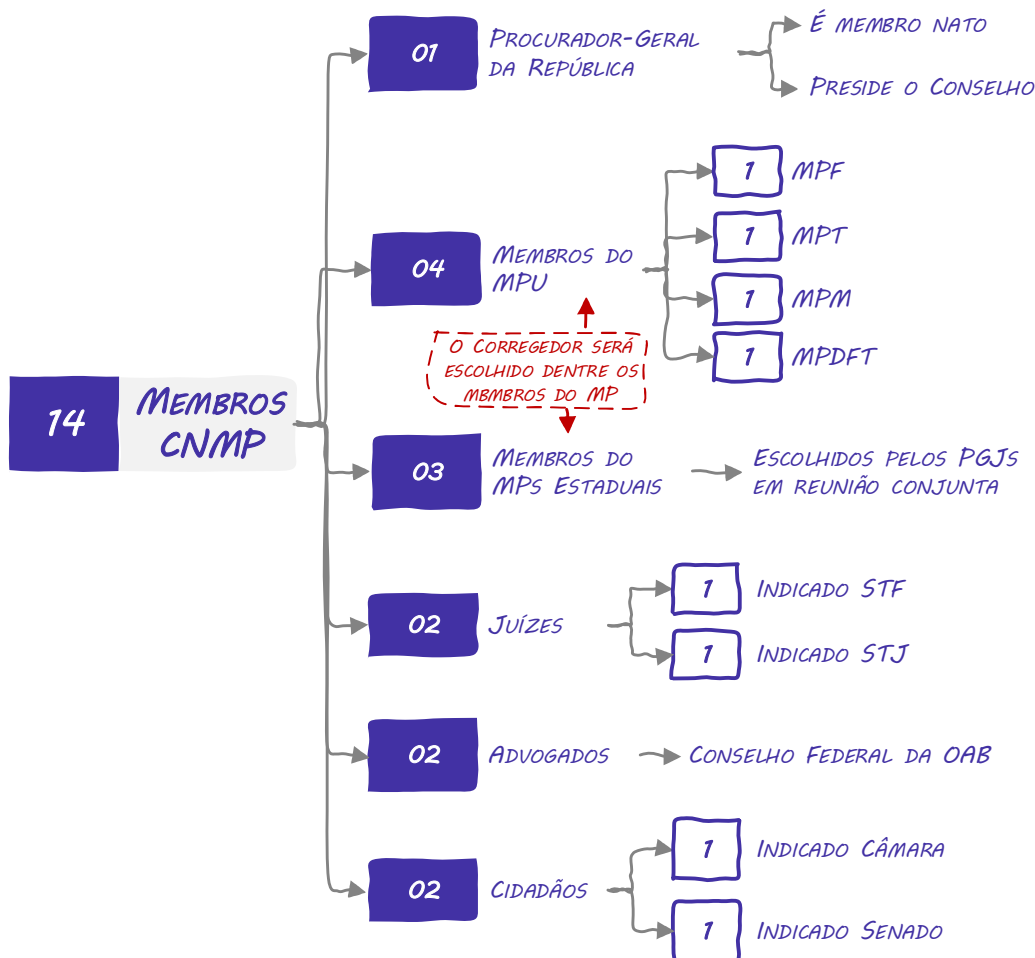 14
Membros
CNMP
01
Procurador-Geral
da República
É membro nato
Preside o Conselho
04
Membros do
MPU
1
MPF
1
MPT
1
MPM
1
MPDFT
O Corregedor será
escolhido dentre os
mbmbros do MP
03
Membros do
MPs Estaduais
Escolhidos pelos PGJs
em reunião conjunta
02
Juízes
1
Indicado STF
1
Indicado STJ
02
Advogados
Conselho Federal da OAB
02
Cidadãos
1
Indicado Câmara
1
Indicado Senado